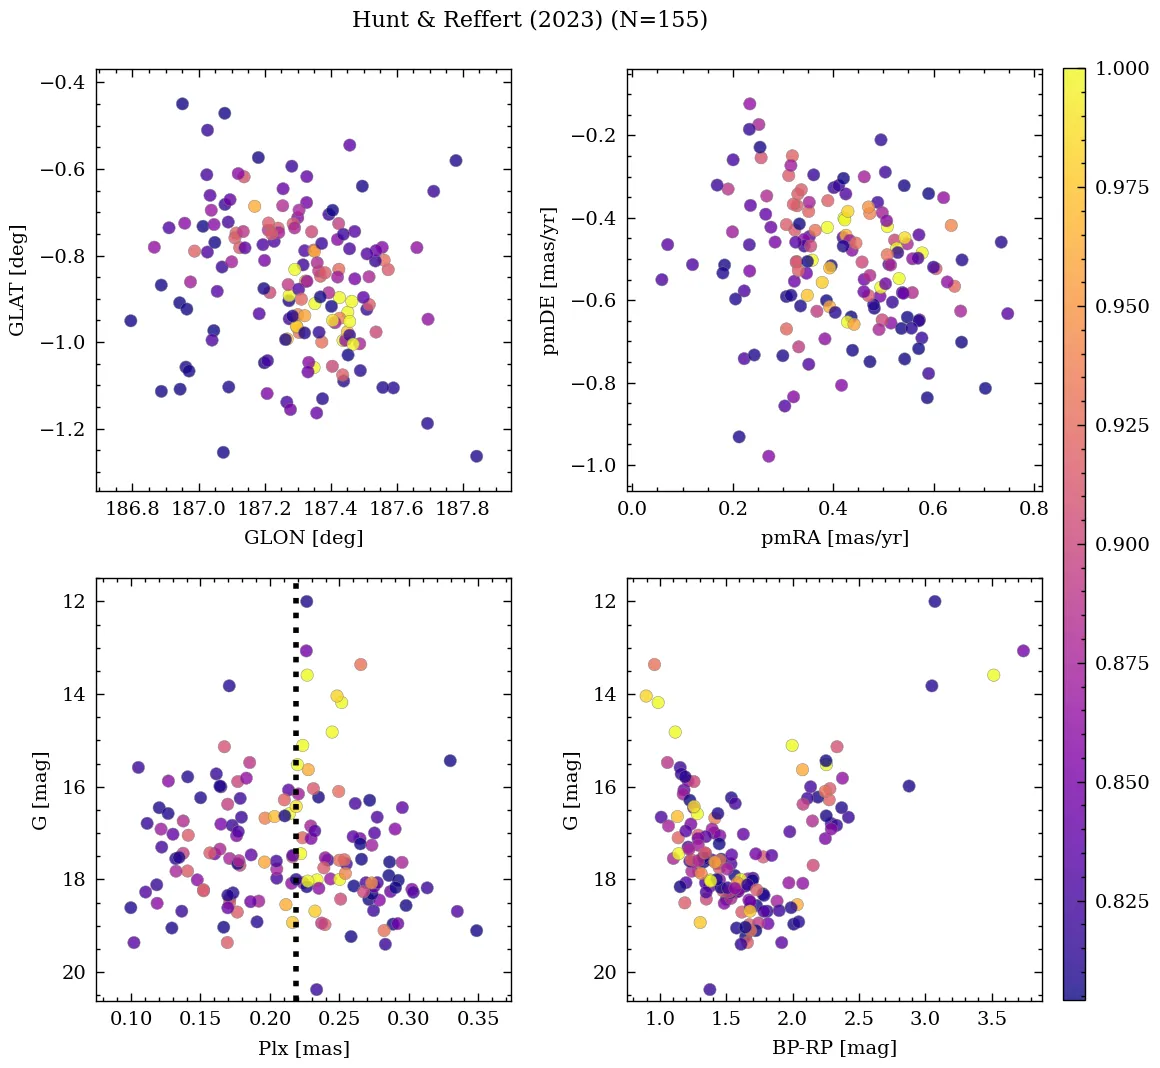 Hunt & Reffert (2023) (N=155)
−0.4
−0.6
−0.8
−1.0
−1.2
GLAT [deg]
186.8 187.0 187.2 187.4 187.6 187.8
GLON [deg]
−0.2
−0.4
−0.6
−0.8
−1.0
pmDE [mas/yr]
0.0 0.2 0.4 0.6 0.8
pmRA [mas/yr]
12
14
16
18
20
G [mag]
0.10 0.15 0.20 0.25 0.30 0.35
Plx [mas]
12
14
16
18
20
G [mag]
1.0 1.5 2.0 2.5 3.0 3.5
BP-RP [mag]
1.000
0.975
0.950
0.925
0.900
0.875
0.850
0.825